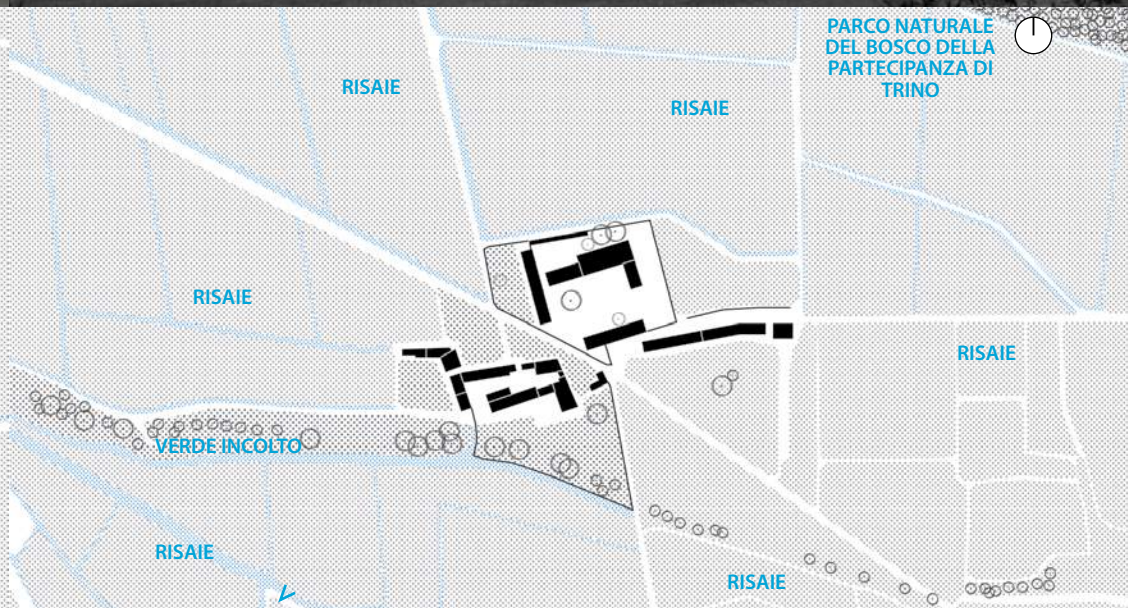 PARCO NATURALE
DEL BOSCO DELLA
PARTECIPANZA DI
TRINO
RISAIE
RISAIE
RISAIE
RISAIE
VERDE INCOLTO
RISAIE
RISAIE